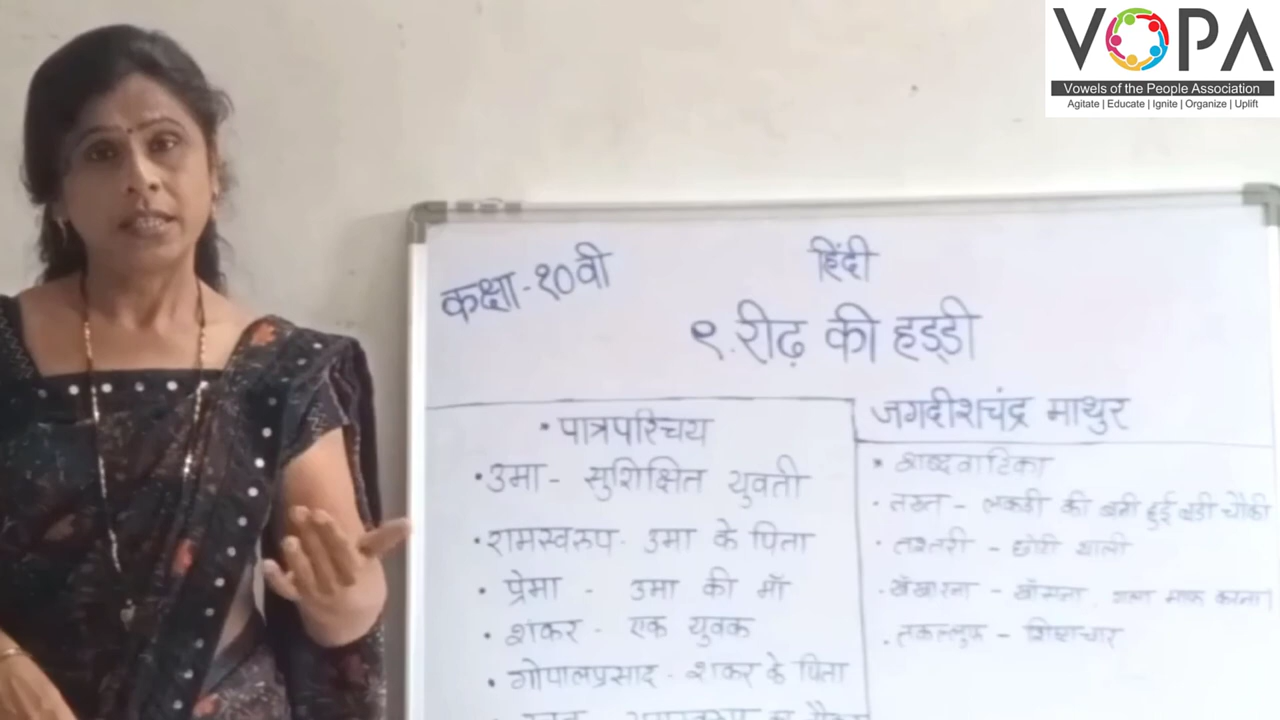 VOPA
Vowels of the People Association
Agitate | Educate | Ignite | Organize | Uplift
कक्षा-१०वी
हिंदी
९.रीढ़ की हड्डी
जगदीशचंद्र माथुर
• पात्रपरिचय
• उमा - सुशिक्षित युवती
• रामस्वरुप - उमा के पिता
• प्रेमा - उमा की माँ
• शंकर - एक युवक
• गोपालप्रसाद - शंकर के पिता
• शब्दवाटिका
• तख्त - लकडी की बनी हुई बडी चौकी
• तश्तरी - छोटी थाली
• खँखारना - खाँसना, गला साफ करना।
• तकल्लुफ - शिष्टाचार